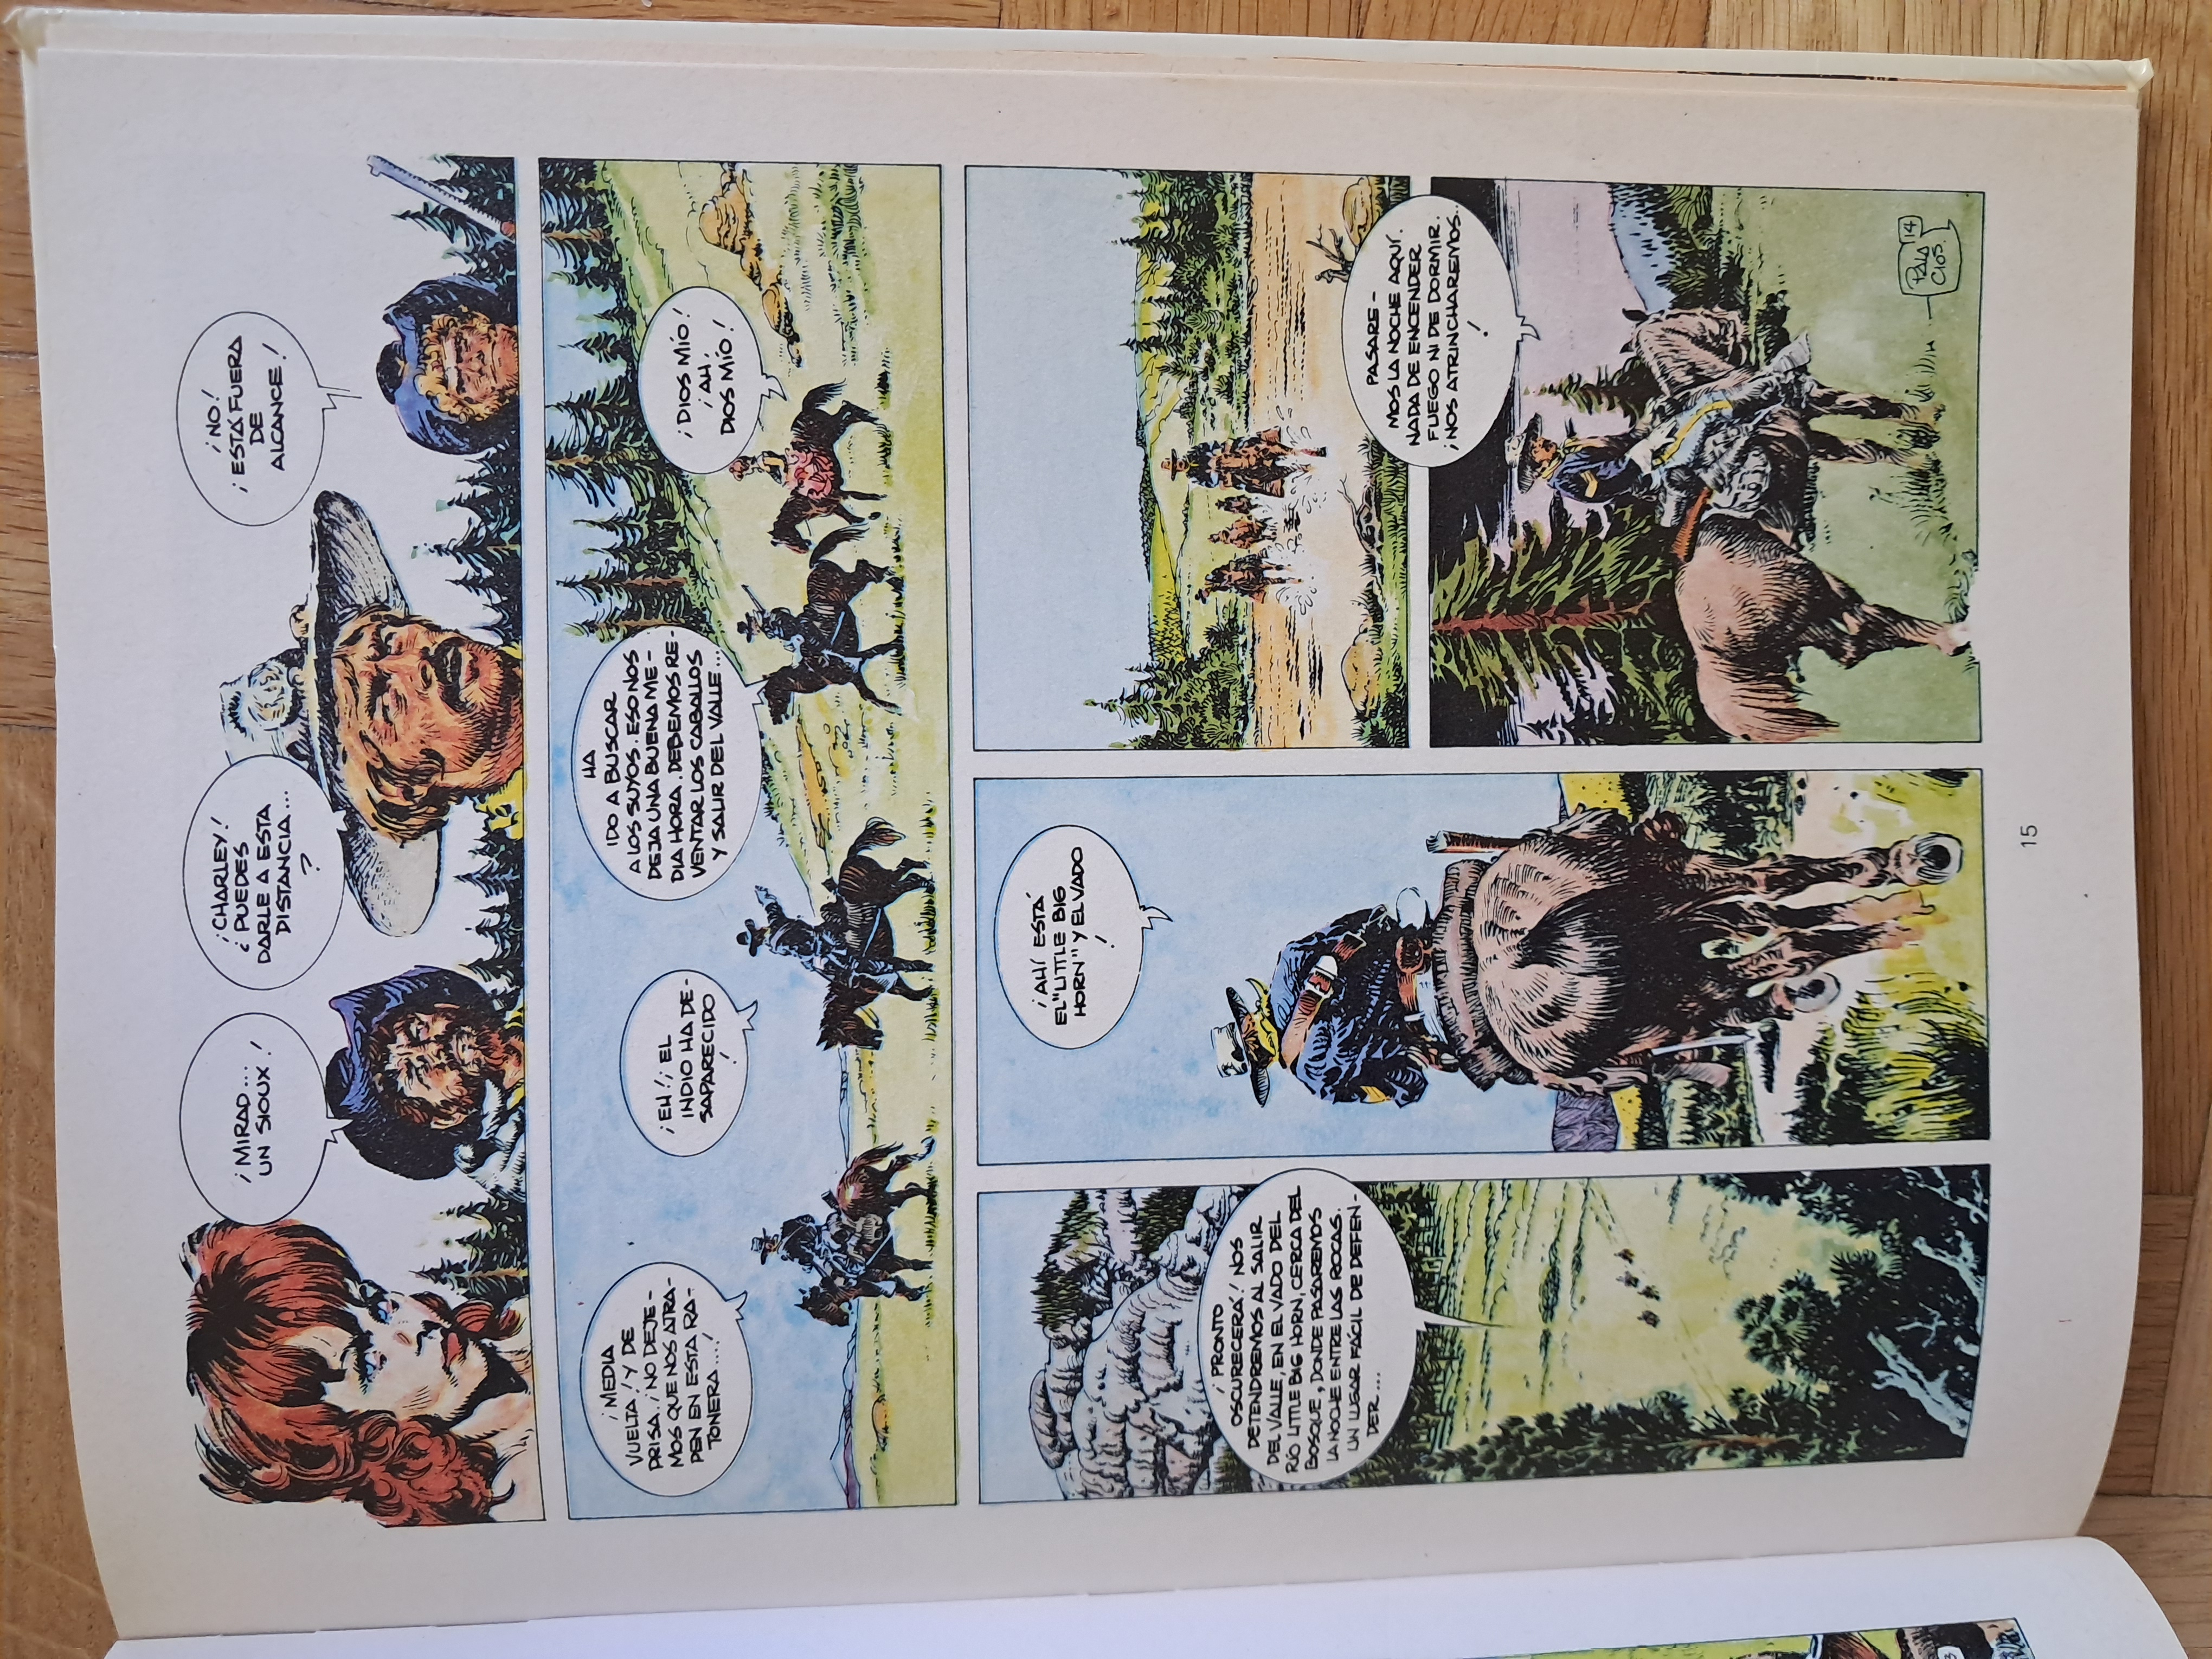 ¡MIRAD...
UN SIOUX!
¡CHARLEY!
¿PUEDES
DARLE A ESTA
DISTANCIA...
?
¡NO!
¡ESTÁ FUERA
DE
ALCANCE!
¡MEDIA
VUELTA! Y DE
PRISA. ¡NO DEJE-
MOS QUE NOS ATRA-
PEN EN ESTA RA-
TONERA...!
¡EH! ¡EL
INDIO HA DE-
SAPARECIDO
!
HA
IDO A BUSCAR
A LOS SUYOS. ESO NOS
DEJA UNA BUENA ME-
DIA HORA. DEBEMOS RE-
VENTAR LOS CABALLOS
Y SALIR DEL VALLE...
¡DIOS MÍO!
¡AH,
DIOS MÍO!
¡PRONTO
OSCURECERÁ! NOS
DETENDREMOS AL SALIR
DEL VALLE, EN EL VADO DEL
RÍO LITTLE BIG HORN, CERCA DEL
BOSQUE, DONDE PASAREMOS
LA NOCHE ENTRE LAS ROCAS.
UN LUGAR FÁCIL DE DEFEN-
DER...
¡AHÍ ESTÁ
EL "LITTLE BIG
HORN" Y EL VADO
!
PASARE-
MOS LA NOCHE AQUÍ.
NADA DE ENCENDER
FUEGO NI DE DORMIR.
¡NOS ATRINCHAREMOS..
!
14
PALA
CIOS.
3
15